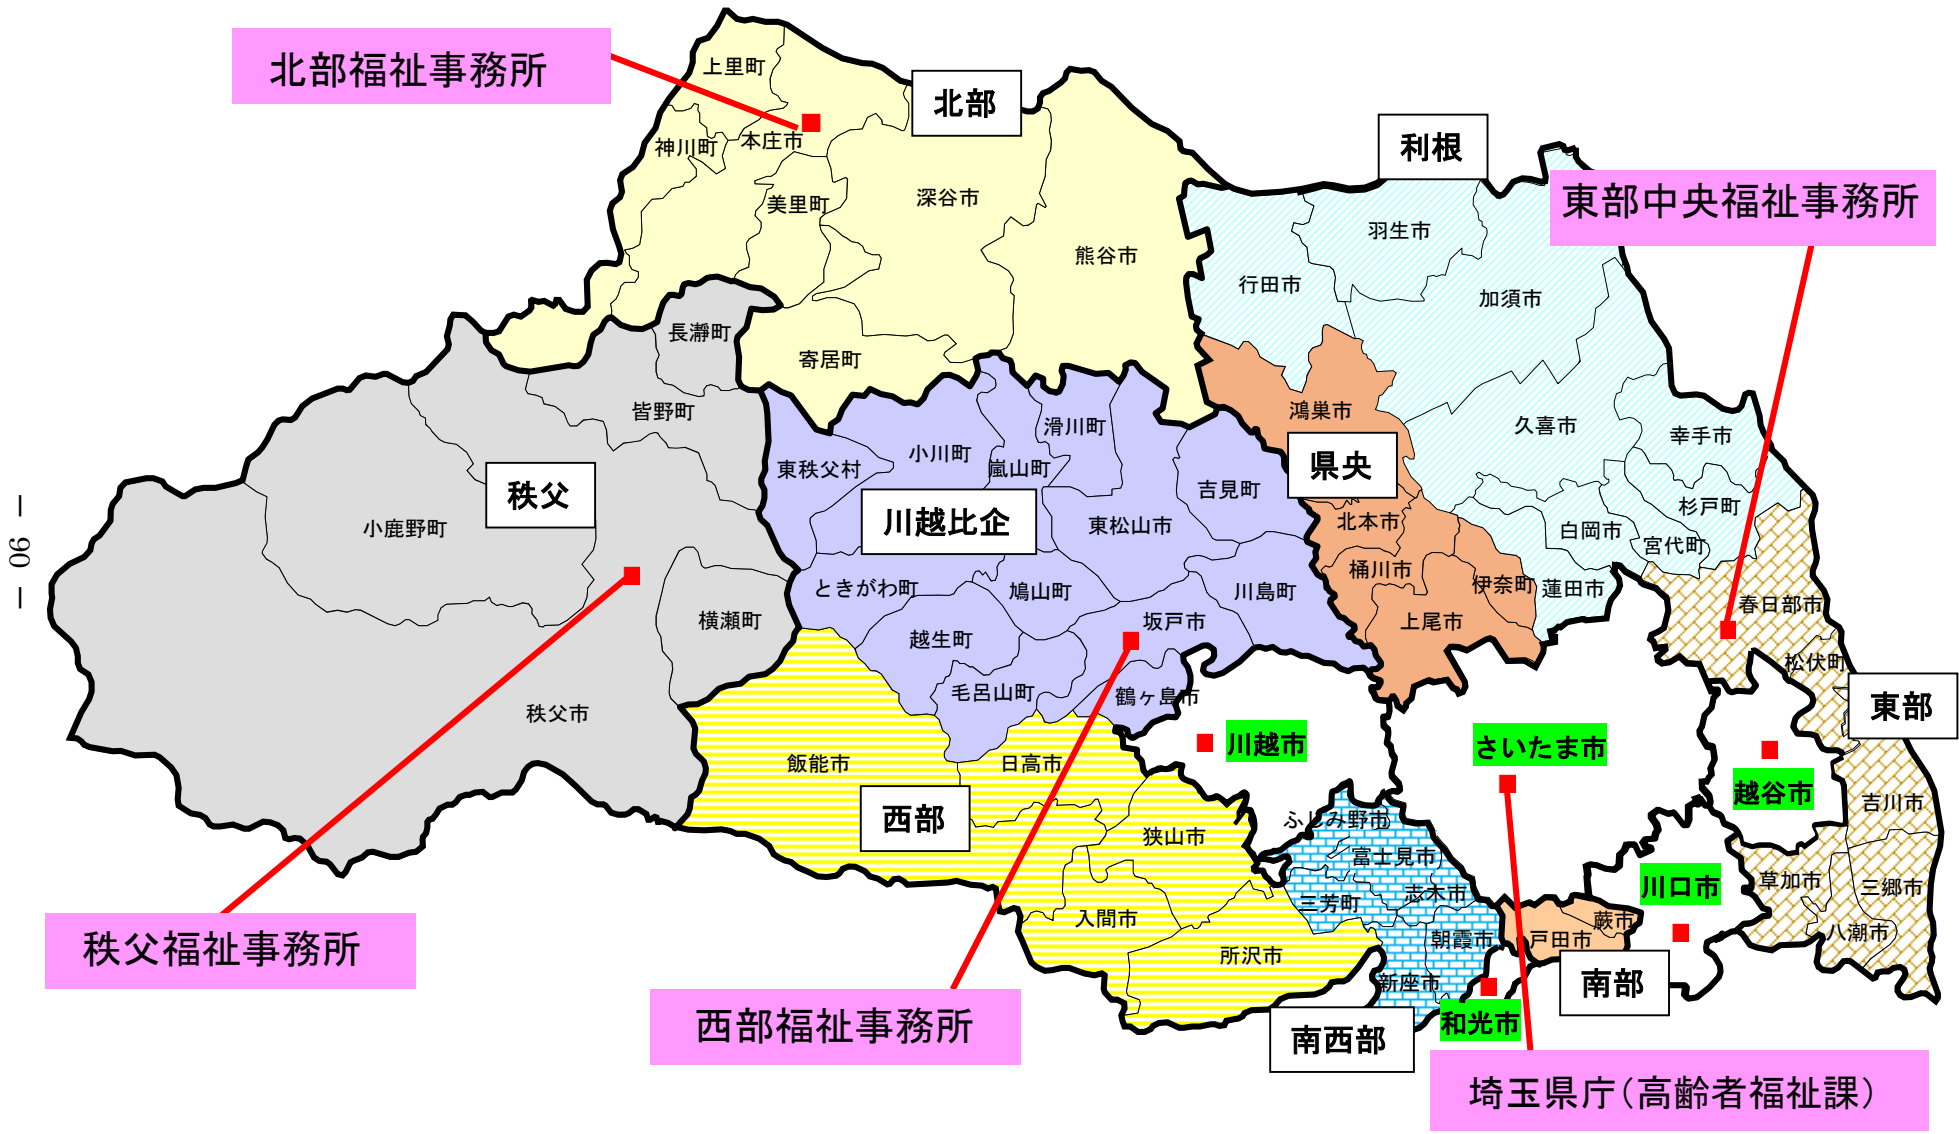 北部福祉事務所
上里町
北部
神川町
本庄市
利根
美里町
深谷市
東部中央福祉事務所
羽生市
熊谷市
行田市
加須市
長瀞町
寄居町
皆野町
鴻巣市
久喜市
幸手市
滑川町
小川町
嵐山町
東秩父村
県央
秩父
吉見町
杉戸町
小鹿野町
川越比企
東松山市
北本市
白岡市
宮代町
桶川市
伊奈町
蓮田市
ときがわ町
鳩山町
川島町
春日部市
横瀬町
越生町
坂戸市
上尾市
松伏町
毛呂山町
鶴ヶ島市
秩父市
東部
飯能市
日高市
川越市
さいたま市
越谷市
吉川市
西部
ふじみ野市
狭山市
富士見市
草加市
三郷市
川口市
志木市
三芳町
入間市
蕨市
八潮市
戸田市
朝霞市
所沢市
秩父福祉事務所
新座市
南部
西部福祉事務所
和光市
南西部
埼玉県庁（高齢者福祉課）
－ 90 －